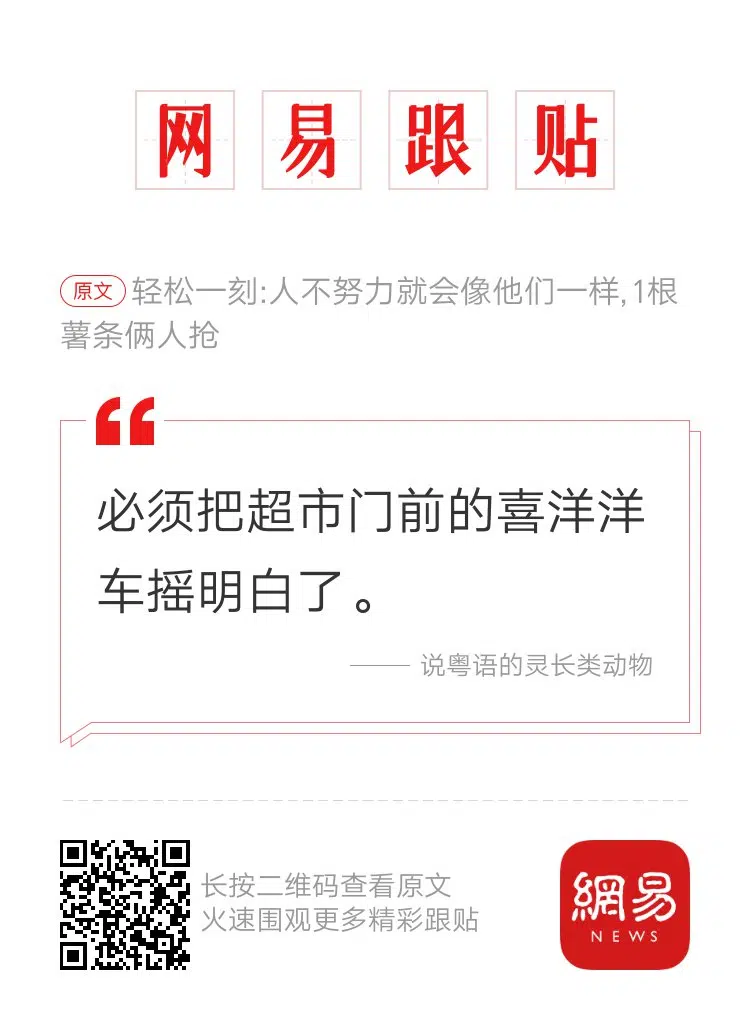 网易跟贴
原文 轻松一刻:人不努力就会像他们一样,1根
薯条俩人抢
“
必须把超市门前的喜洋洋
车摇明白了。
—— 说粤语的灵长类动物
长按二维码查看原文
火速围观更多精彩跟贴
網易
NEWS